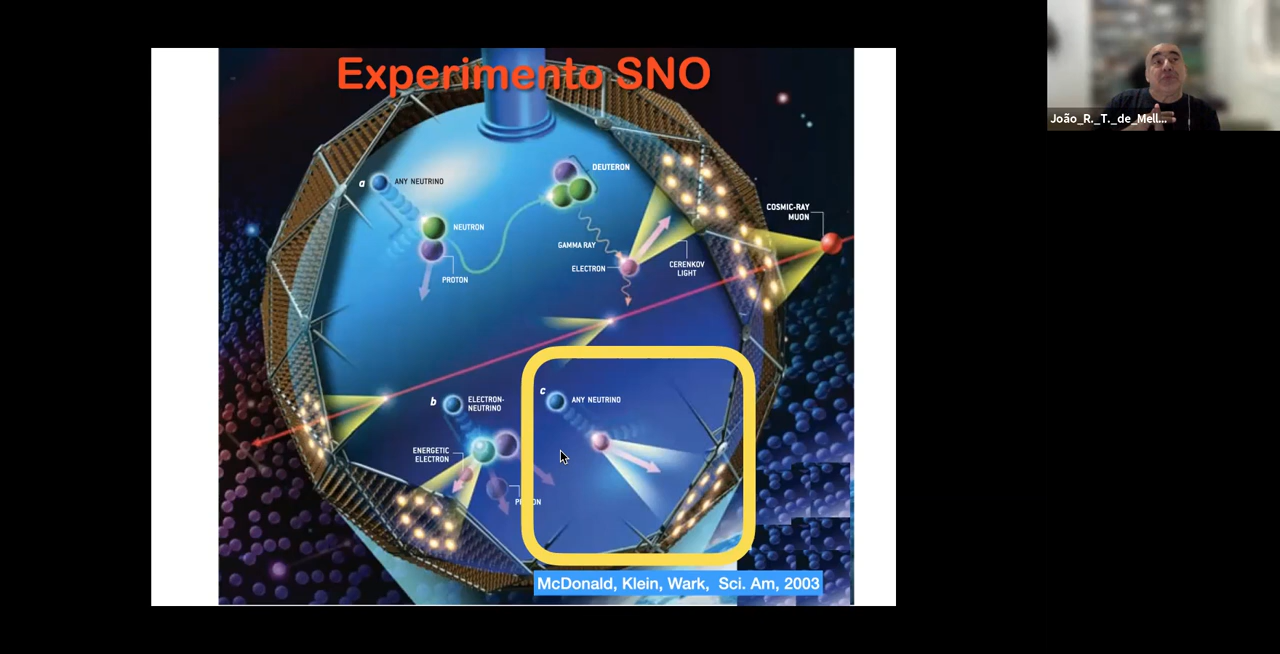 Experimento SNO
a
ANY NEUTRINO
DEUTERON
NEUTRON
PROTON
GAMMA RAY
ELECTRON
CERENKOV
LIGHT
COSMIC-RAY
MUON
b
ELECTRON-
NEUTRINO
ENERGETIC
ELECTRON
c
ANY NEUTRINO
McDonald, Klein, Wark, Sci. Am, 2003
João_R._T._de_Mell...